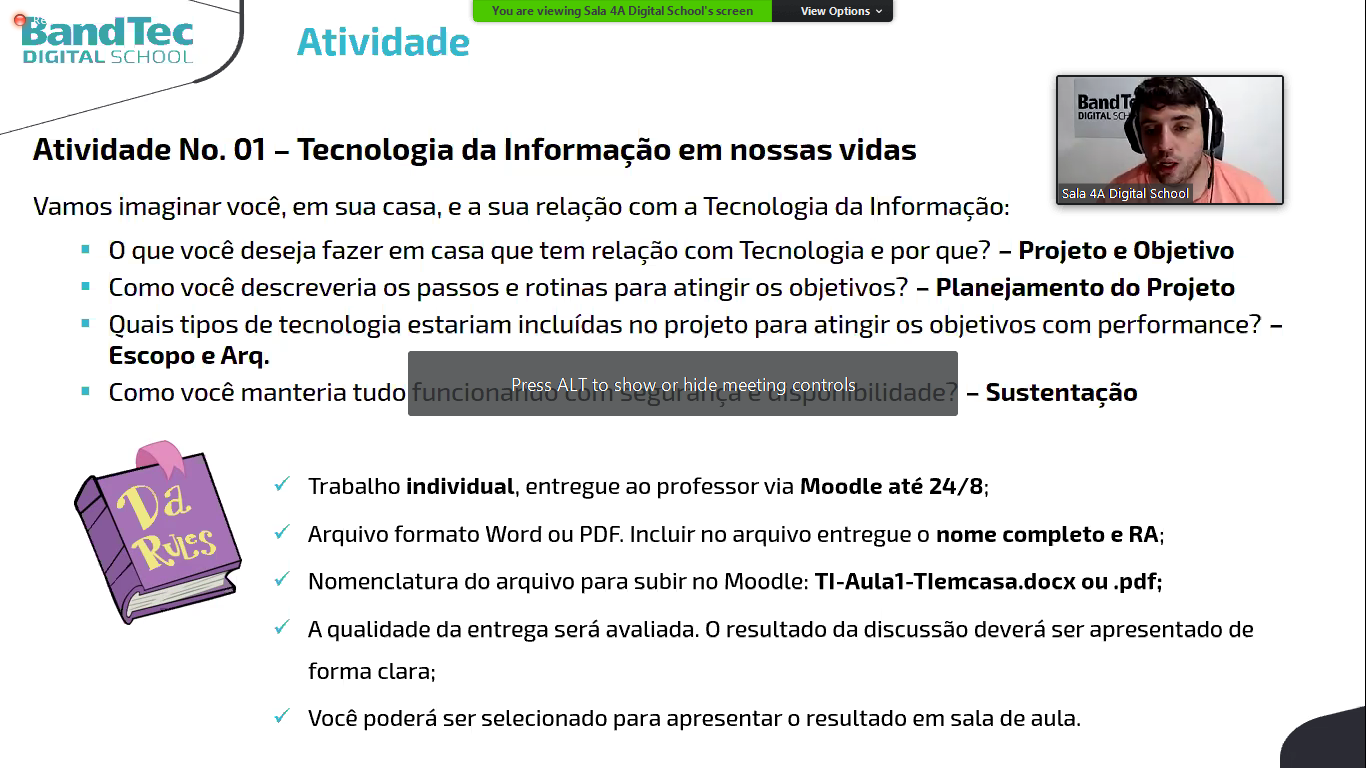 You are viewing Sala 4A Digital School's screen
View Options
BandTec
DIGITAL SCHOOL
Atividade
BandTe
DIGITAL SCH
Sala 4A Digital School
Atividade No. 01 – Tecnologia da Informação em nossas vidas
Vamos imaginar você, em sua casa, e a sua relação com a Tecnologia da Informação:
O que você deseja fazer em casa que tem relação com Tecnologia e por que? – Projeto e Objetivo
Como você descreveria os passos e rotinas para atingir os objetivos? – Planejamento do Projeto
Quais tipos de tecnologia estariam incluídas no projeto para atingir os objetivos com performance? –
Escopo e Arq.
Press ALT to show or hide meeting controls
Como você manteria tudo funcionando com segurança e disponibilidade? – Sustentação
Da
Rules
Trabalho individual, entregue ao professor via Moodle até 24/8;
Arquivo formato Word ou PDF. Incluir no arquivo entregue o nome completo e RA;
Nomenclatura do arquivo para subir no Moodle: TI-Aula1-TIemcasa.docx ou .pdf;
A qualidade da entrega será avaliada. O resultado da discussão deverá ser apresentado de
forma clara;
Você poderá ser selecionado para apresentar o resultado em sala de aula.